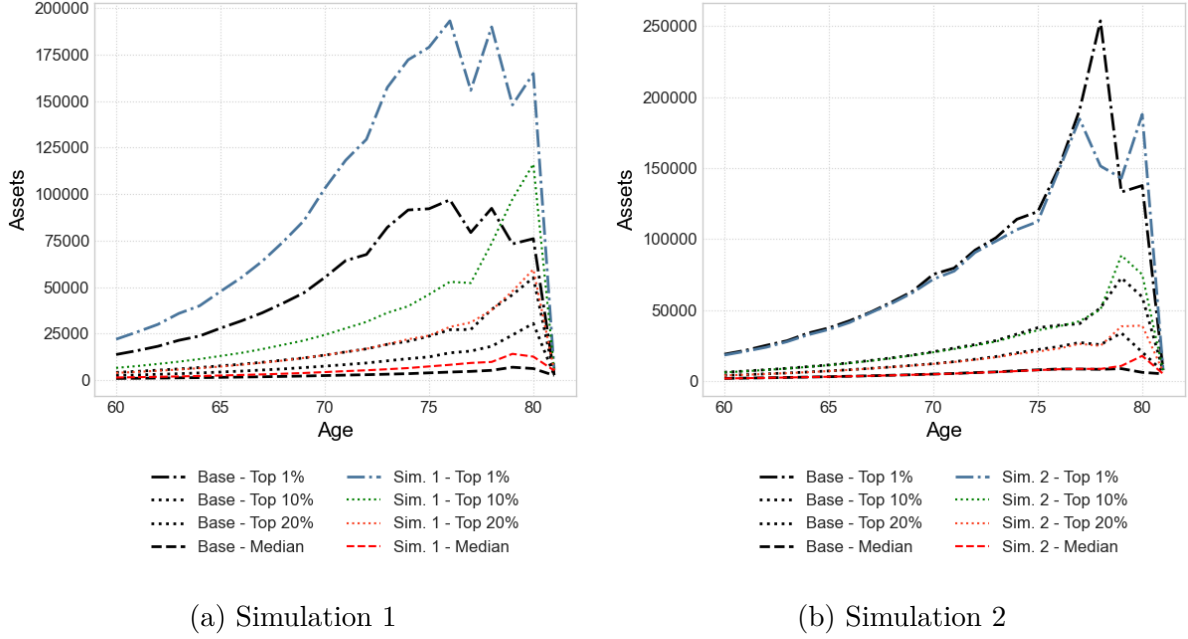 200000
175000
150000
125000
100000
75000
50000
25000
0
Assets
60 65 70 75 80
Age
Base - Top 1%
Base - Top 10%
Base - Top 20%
Base - Median
Sim. 1 - Top 1%
Sim. 1 - Top 10%
Sim. 1 - Top 20%
Sim. 1 - Median
(a) Simulation 1
250000
200000
150000
100000
50000
0
Assets
60 65 70 75 80
Age
Base - Top 1%
Base - Top 10%
Base - Top 20%
Base - Median
Sim. 2 - Top 1%
Sim. 2 - Top 10%
Sim. 2 - Top 20%
Sim. 2 - Median
(b) Simulation 2